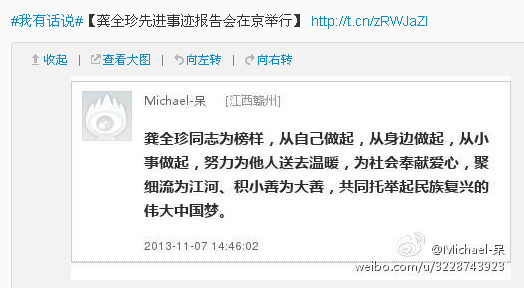 #我有话说#【龚全珍先进事迹报告会在京举行】 http://t.cn/zRWJaZl
收起 | 查看大图 | 向左转 | 向右转
Michael-呆 [江西赣州]
龚全珍同志为榜样，从自己做起，从身边做起，从小
事做起，努力为他人送去温暖，为社会奉献爱心，聚
细流为江河、积小善为大善，共同托举起民族复兴的
伟大中国梦。
2013-11-07 14:46:02
@Michael-呆
weibo.com/u/3228743923